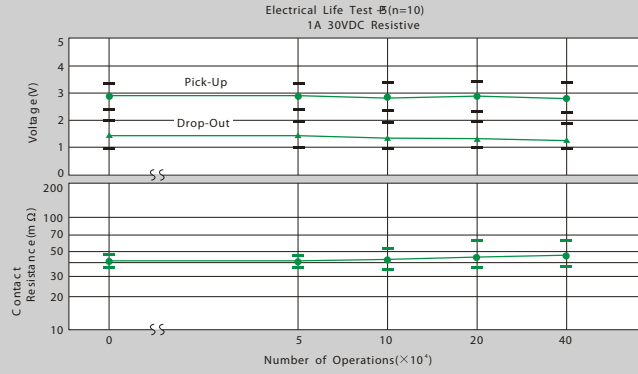 Electrical Life Test (n=10)
1A 30VDC Resistive
Voltage(V)
5
4
3
2
1
0
Pick-Up
Drop-Out
Contact
Resistance(mΩ)
200
100
70
50
30
20
10
0 5 10 20 40
Number of Operations(×10⁴)